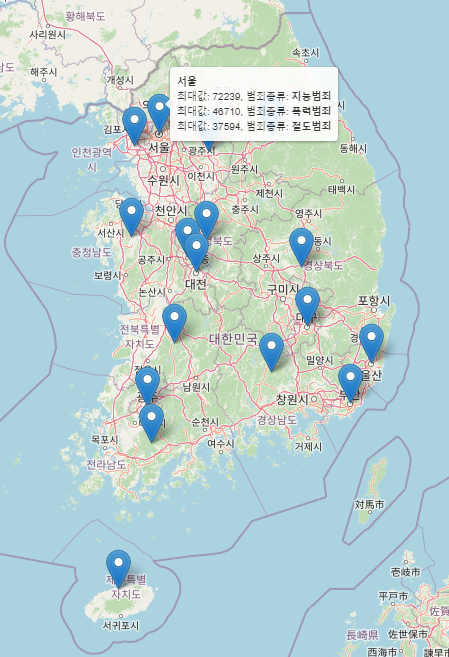 황해북도
사리원시
속초시
해주시
개성시
서울
최대값: 72239, 범죄종류: 지능범죄
최대값: 46710, 범죄종류: 폭력범죄
최대값: 37594, 범죄종류: 절도범죄
김포
서울
광주시
동해시
인천광역
시
수원시
이천시
원주시
태백시
제천시
천안시
충주시
영주시
서산시
충청남도
공주시
상주시
경상북도
보령시
대전
구미시
논산시
포항시
전북특별
자치도
대한민국
밀양시
울산
남원시
창원시
부산
경상남도
순천시
목포시
여수시
거제시
전라남도
対馬市
제주특별
자치도
서귀포시
壱岐市
平戸市
佐賀
長崎県
佐世保市
西海市
諫早